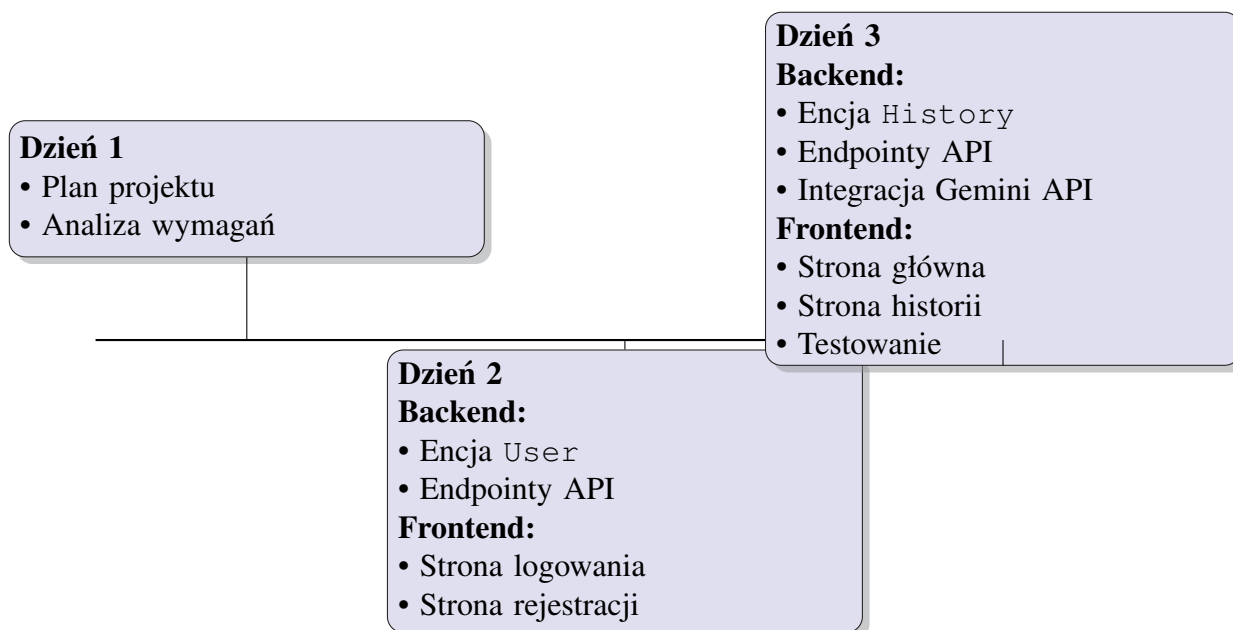 Dzień 1
• Plan projektu
• Analiza wymagań
Dzień 2
Backend:
• Encja User
• Endpointy API
Frontend:
• Strona logowania
• Strona rejestracji
Dzień 3
Backend:
• Encja History
• Endpointy API
• Integracja Gemini API
Frontend:
• Strona główna
• Strona historii
• Testowanie